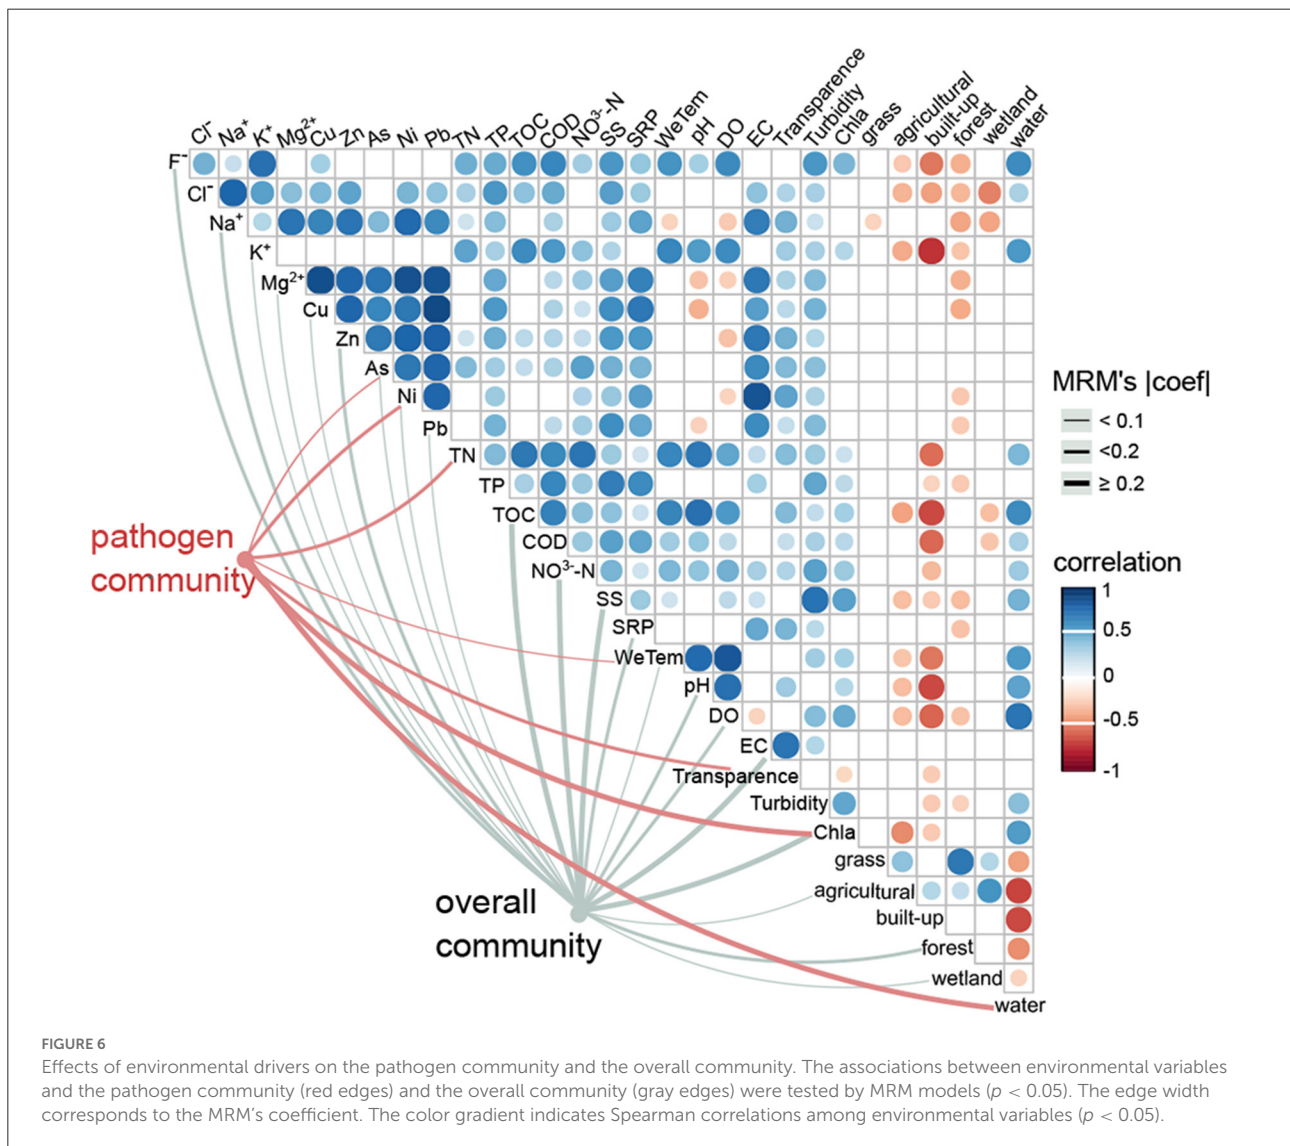 Cl⁻ Na⁺ K⁺ Mg²⁺ Cu Zn As Ni Pb TN TP TOC COD NO³⁻-N SS SRP WeTem pH DO EC Transparence Turbidity Chla grass agricultural built-up forest wetland water
F⁻
Cl⁻
Na⁺
K⁺
Mg²⁺
Cu
Zn
As
Ni
Pb
TN
TP
TOC
COD
NO³⁻-N
SS
SRP
WeTem
pH
DO
EC
Transparence
Turbidity
Chla
grass
agricultural
built-up
forest
wetland
water
pathogen
community
overall
community
MRM's |coef|
< 0.1
<0.2
≥ 0.2
correlation
1
0.5
0
-0.5
-1
FIGURE 6
Effects of environmental drivers on the pathogen community and the overall community. The associations between environmental variables
and the pathogen community (red edges) and the overall community (gray edges) were tested by MRM models (p < 0.05). The edge width
corresponds to the MRM's coefficient. The color gradient indicates Spearman correlations among environmental variables (p < 0.05).